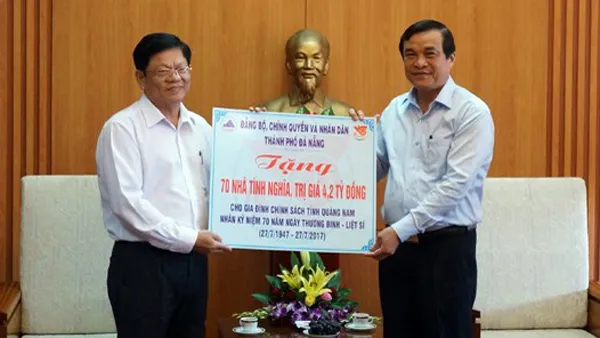 ĐẢNG BỘ, CHÍNH QUYỀN VÀ NHÂN DÂN
THÀNH PHỐ ĐÀ NẴNG
Tặng
70 NHÀ TÌNH NGHĨA, TRỊ GIÁ 4,2 TỶ ĐỒNG
CHO GIA ĐÌNH CHÍNH SÁCH TỈNH QUẢNG NAM
NHÂN KỶ NIỆM 70 NĂM NGÀY THƯƠNG BINH - LIỆT SĨ
(27/7/1947 - 27/7/2017)